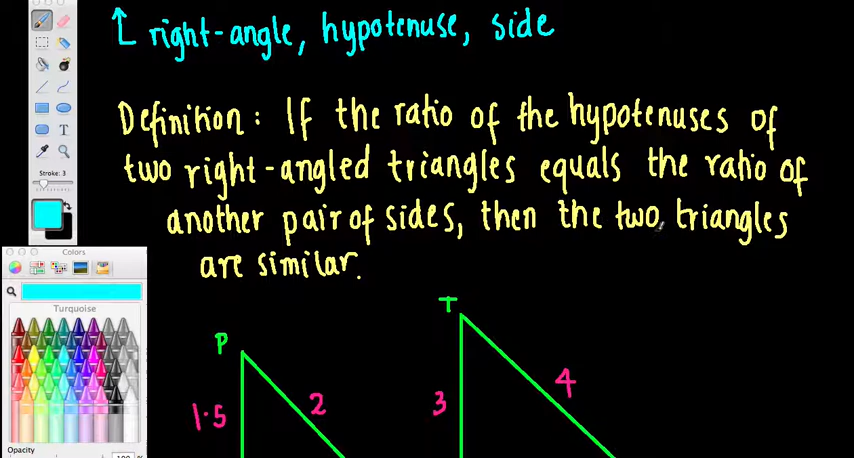 right-angle, hypotenuse, side
Definition: If the ratio of the hypotenuses of
two right-angled triangles equals the ratio of
another pair of sides, then the two triangles
are similar.
Stroke: 3
Colors
Turquoise
Opacity
100
T
P
1.5
2
3
4